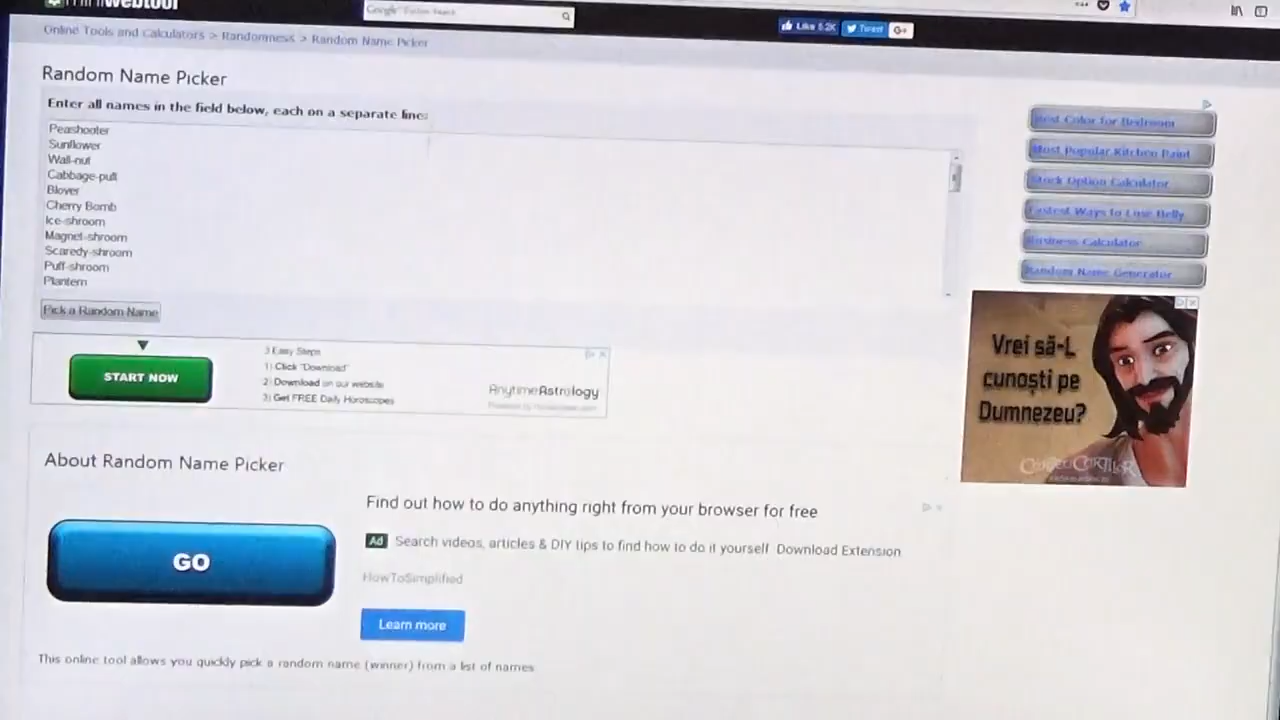 Online Tools and Calculators > Randomness > Random Name Picker
Like 5.2K
Tweet
G+
Random Name Picker
Enter all names in the field below, each on a separate line:
Peashooter
Sunflower
Wall-nut
Cabbage-pult
Blover
Cherry Bomb
Ice-shroom
Magnet-shroom
Scaredy-shroom
Puff-shroom
Plantern
Pick a Random Name
Best Color for Bedroom
Most Popular Kitchen Paint
Stock Option Calculator
Fastest Ways to Lose Belly
Business Calculator
Random Name Generator
START NOW
3 Easy Steps
1) Click "Download"
2) Download on our website
3) Get FREE Daily Horoscopes
AnytimeAstrology
Vrei să-L
cunoști pe
Dumnezeu?
About Random Name Picker
GO
Find out how to do anything right from your browser for free
Ad Search videos, articles & DIY tips to find how to do it yourself Download Extension
HowToSimplified
Learn more
This online tool allows you quickly pick a random name (winner) from a list of names